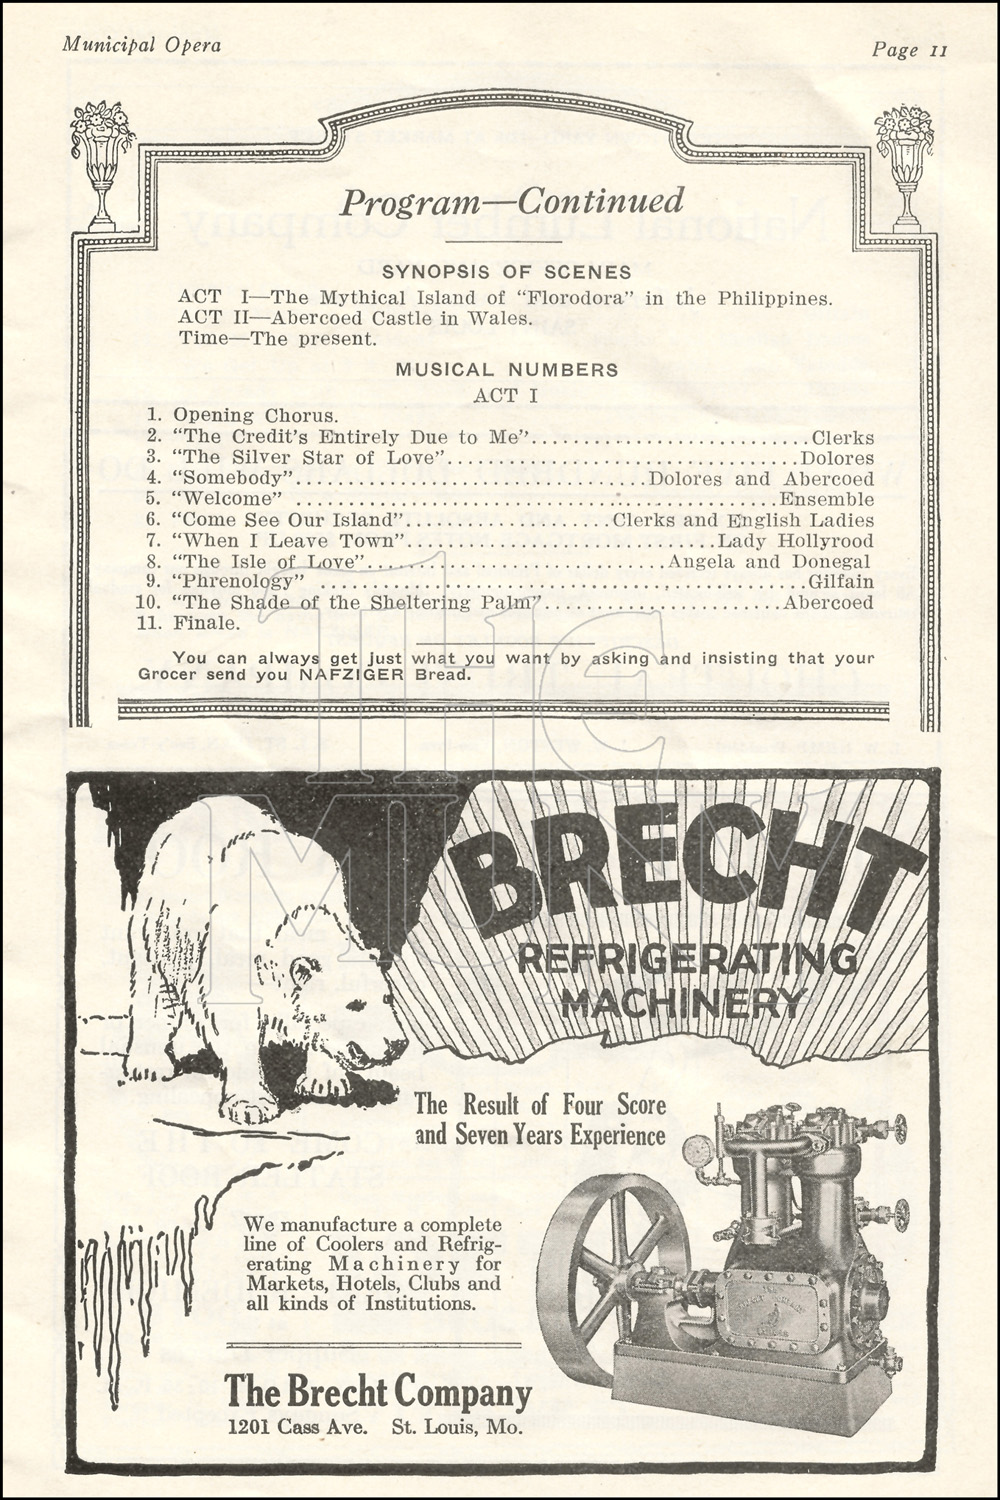 Municipal Opera
Page 11
Program—Continued
SYNOPSIS OF SCENES
ACT I—The Mythical Island of “Florodora” in the Philippines.
ACT II—Abercoed Castle in Wales.
Time—The present.
MUSICAL NUMBERS
ACT I
1. Opening Chorus.
2. “The Credit's Entirely Due to Me”............................Clerks
3. “The Silver Star of Love”...................................Dolores
4. “Somebody”...................................Dolores and Abercoed
5. “Welcome” ................................................Ensemble
6. “Come See Our Island”.....................Clerks and English Ladies
7. “When I Leave Town”...............................Lady Hollyrood
8. “The Isle of Love”..............................Angela and Donegal
9. “Phrenology” ..................................................Gilfain
10. “The Shade of the Sheltering Palm”........................Abercoed
11. Finale.
You can always get just what you want by asking and insisting that your
Grocer send you NAFZIGER Bread.
THE
MUNY
BRECHT
REFRIGERATING
MACHINERY
The Result of Four Score
and Seven Years Experience
We manufacture a complete
line of Coolers and Refrig-
erating Machinery for
Markets, Hotels, Clubs and
all kinds of Institutions.
The Brecht Company
1201 Cass Ave. St. Louis, Mo.